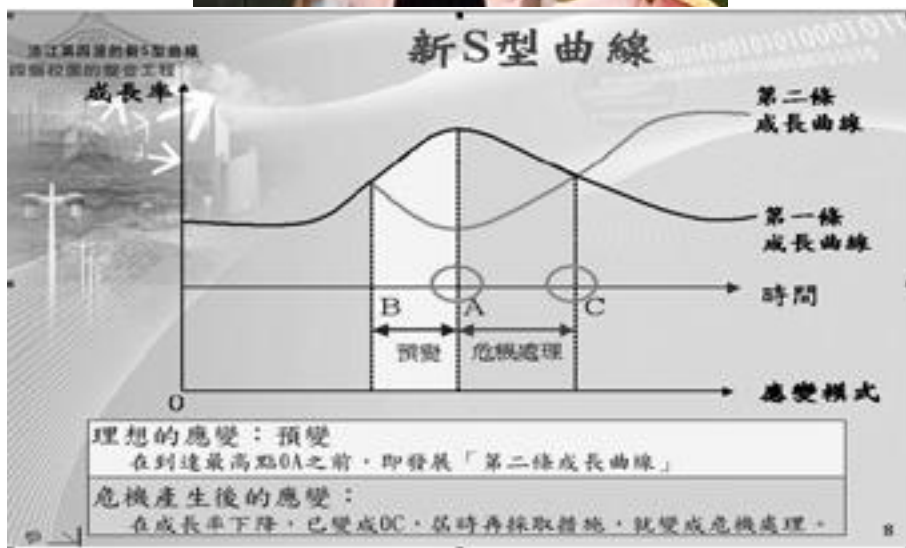 淡江第四波的新S型曲線
四個校園的整合工程
新S型曲線
成長率
第二條
成長曲線
第一條
成長曲線
時間
B
A
C
預變
危機處理
0
應變模式
理想的應變：預變
在到達最高點0A之前，即發展「第二條成長曲線」
危機產生後的應變：
在成長率下降，已變成0C，屆時再採取措施，就變成危機處理。
8